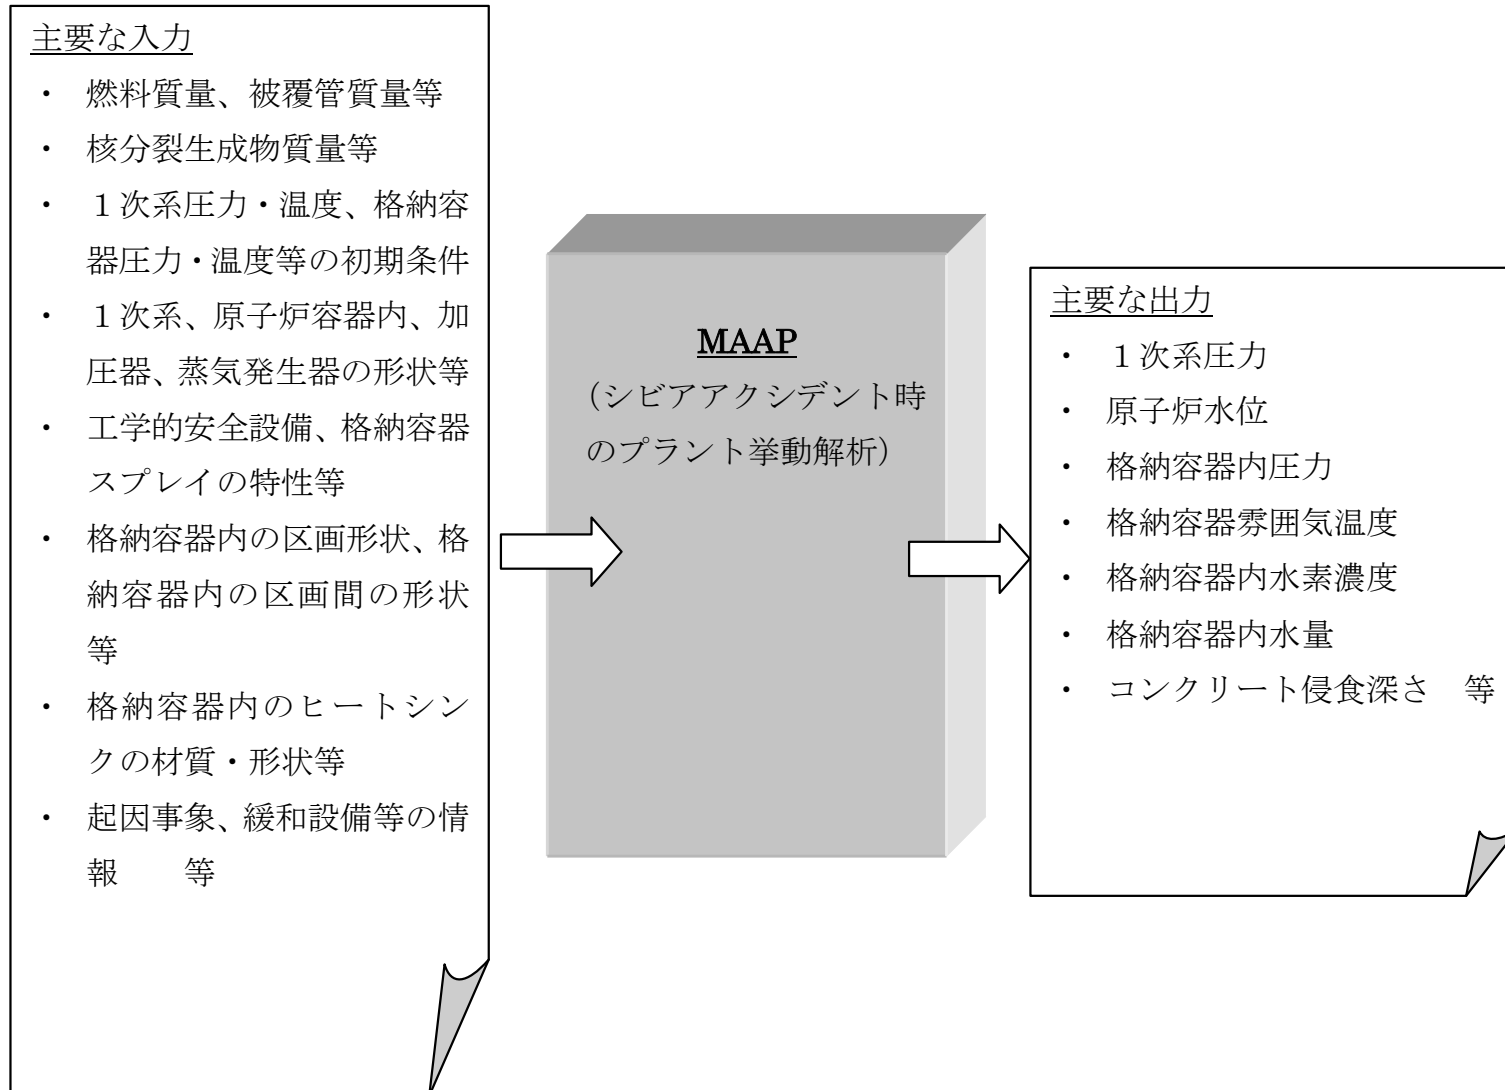 主要な入力
・ 燃料質量、被覆管質量等
・ 核分裂生成物質量等
・ １次系圧力・温度、格納容
器圧力・温度等の初期条件
・ １次系、原子炉容器内、加
圧器、蒸気発生器の形状等
・ 工学的安全設備、格納容器
スプレイの特性等
・ 格納容器内の区画形状、格
納容器内の区画間の形状
等
・ 格納容器内のヒートシン
クの材質・形状等
・ 起因事象、緩和設備等の情
報　　等
MAAP
（シビアアクシデント時
のプラント挙動解析）
主要な出力
・ １次系圧力
・ 原子炉水位
・ 格納容器内圧力
・ 格納容器雰囲気温度
・ 格納容器内水素濃度
・ 格納容器内水量
・ コンクリート侵食深さ　等